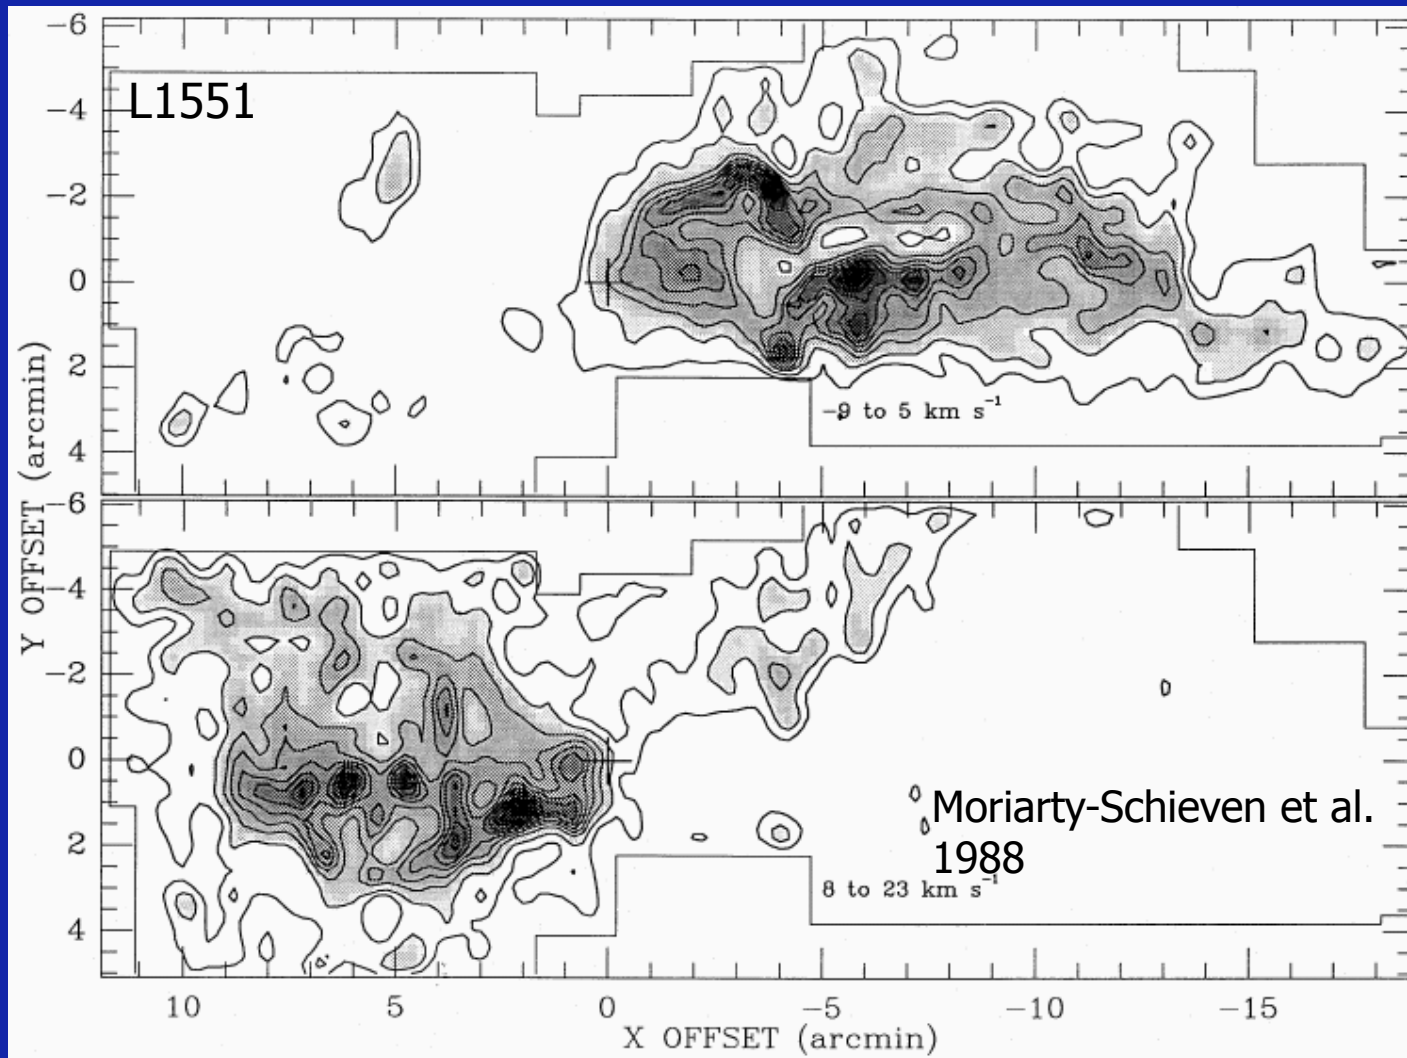 −6
L1551
−4
−2
0
2
4
−9 to 5 km s⁻¹
Y OFFSET (arcmin)
−6
−4
−2
0
2
4
Moriarty-Schieven et al.
1988
8 to 23 km s⁻¹
10 5 0 −5 −10 −15
X OFFSET (arcmin)